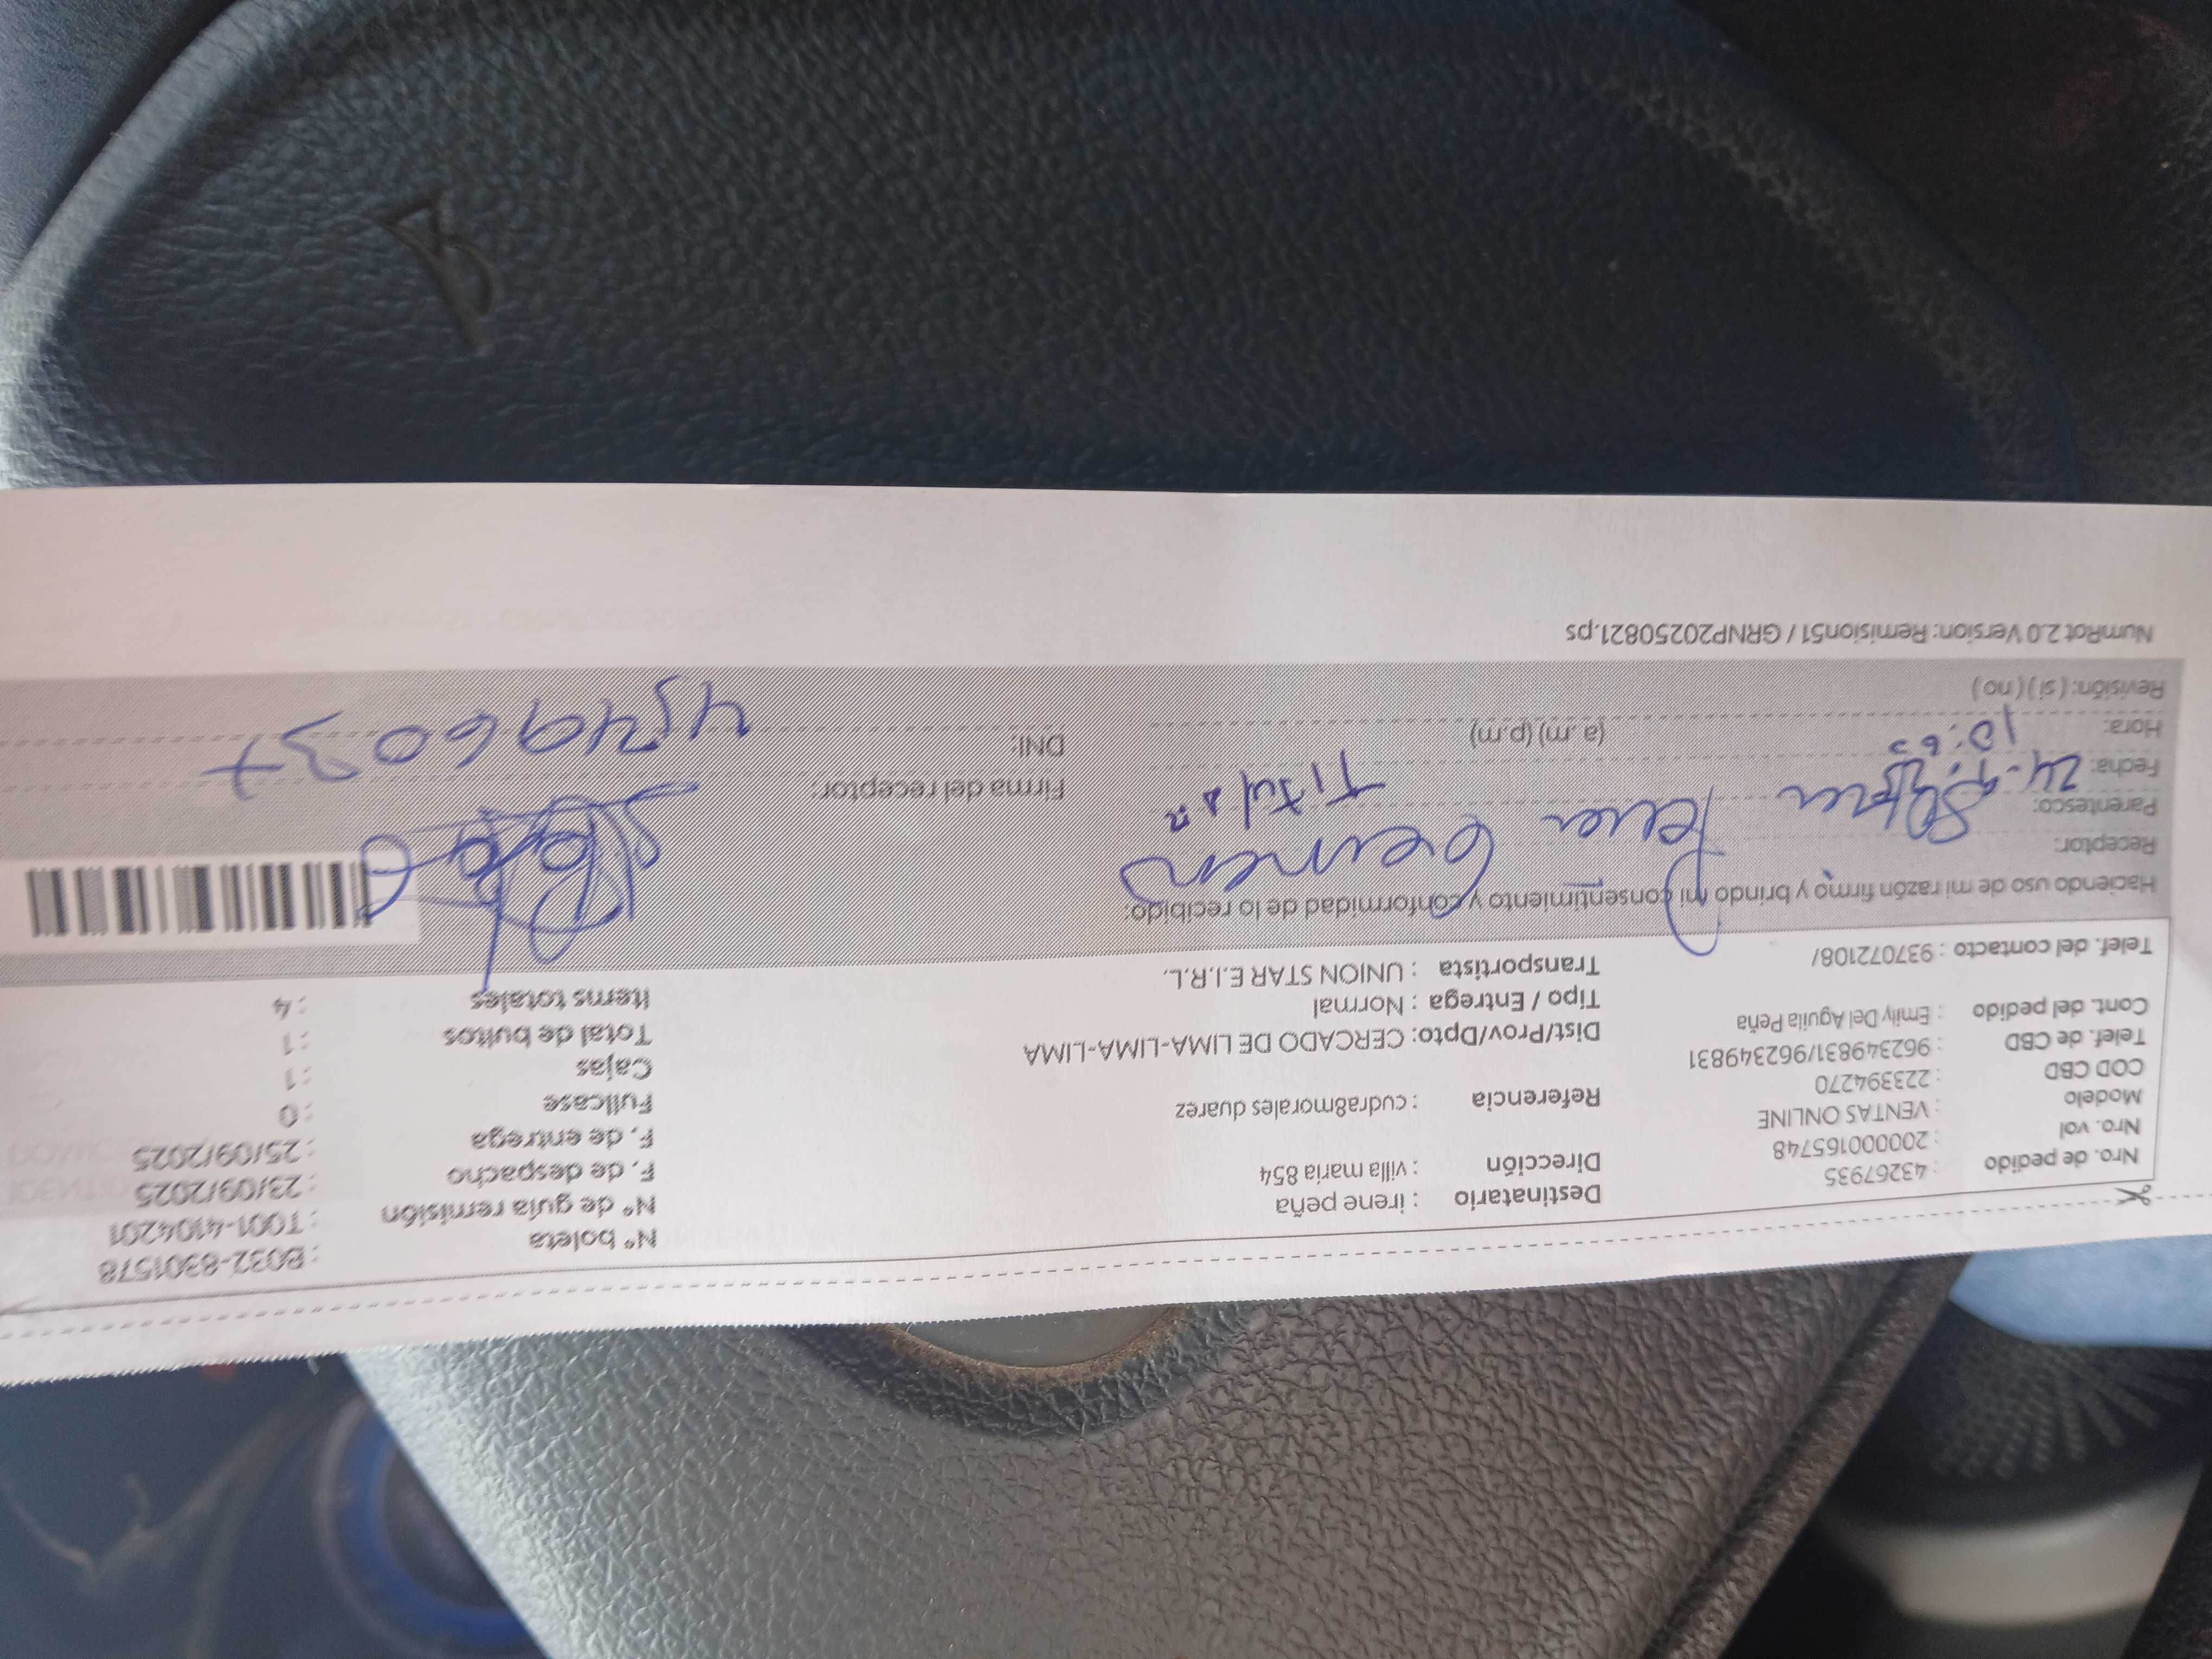 Nro. de pedido : 43267935
Nro. vol : 200000165748
Modelo : VENTAS ONLINE
COD CBD : 223394270
Telef. de CBD : 962349831/962349831
Cont. del pedido : Emily Del Aguila Peña
Telef. del contacto : 937072108/
Destinatario : irene peña
Dirección : villa maria 854
Referencia : cudra8morales duarez
Dist/Prov/Dpto: CERCADO DE LIMA-LIMA-LIMA
Tipo / Entrega : Normal
Transportista : UNION STAR E.I.R.L.
N° boleta : B032-8301578
N° de guía remisión : T001-4104201
F. de despacho : 23/09/2025
F. de entrega : 25/09/2025
Fullcase : 0
Cajas : 1
Total de bultos : 1
Items totales : 4
Haciendo uso de mi razón firmo y brindo mi consentimiento y conformidad de lo recibido:
Receptor: Peña
Parentesco: Titular
Fecha: 24-9-25
Hora: (a.m) (p.m)
Revisión: ( si ) ( no )
Firma del receptor:
DNI: 45496037
NumRot 2.0 Version: Remision51 / GRNP20250821.ps